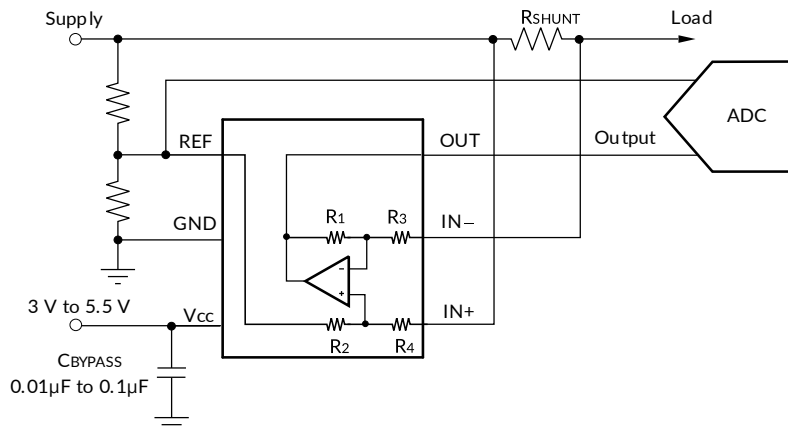 Supply
RSHUNT
Load
ADC
REF
OUT
Output
GND
R1
R3
IN−
-
+
3 V to 5.5 V
Vcc
IN+
R2
R4
CBYPASS
0.01µF to 0.1µF